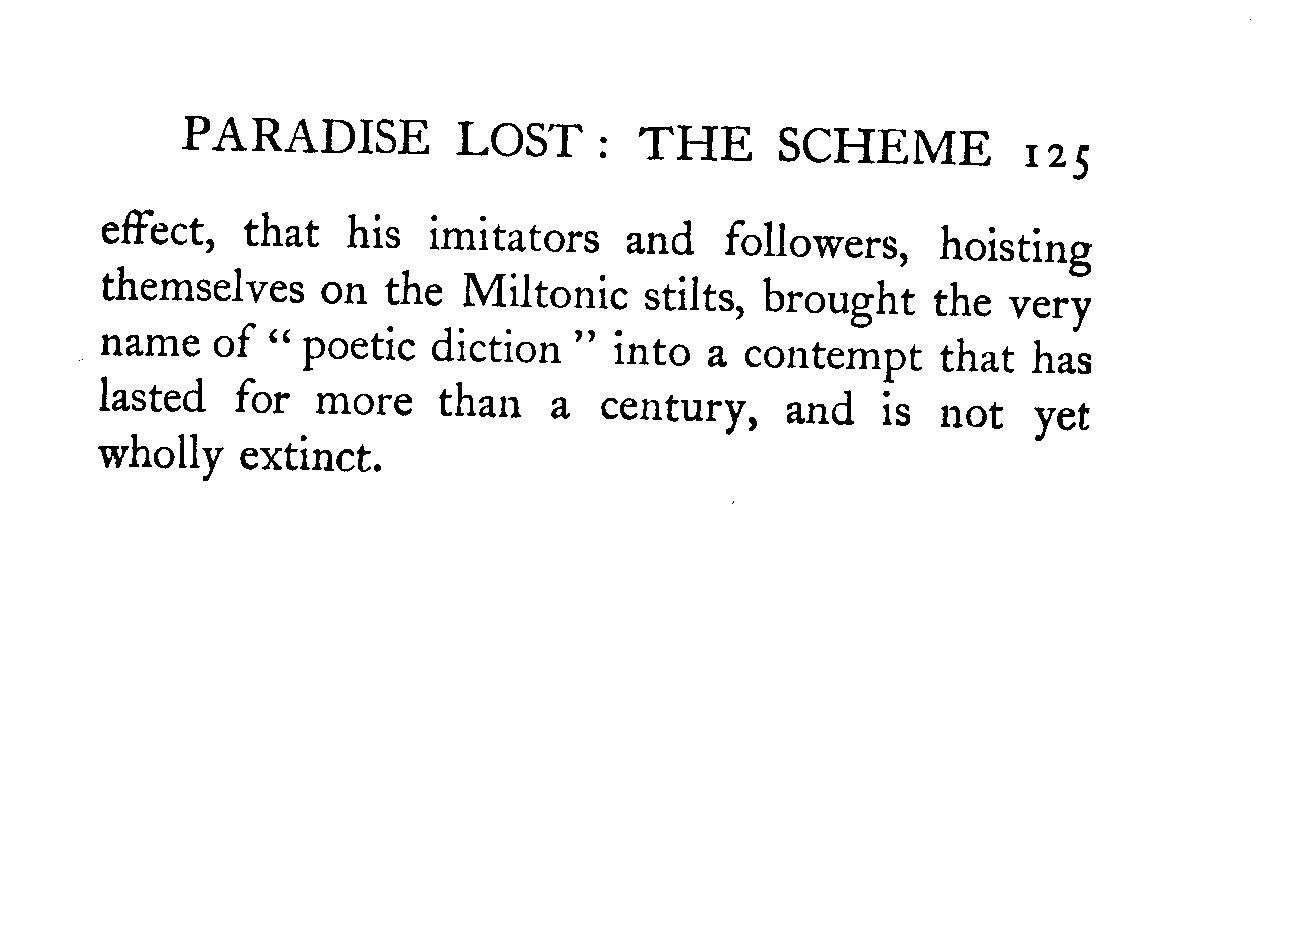 PARADISE LOST : THE SCHEME 125
effect, that his imitators and followers, hoisting
themselves on the Miltonic stilts, brought the very
name of “ poetic diction ” into a contempt that has
lasted for more than a century, and is not yet
wholly extinct.